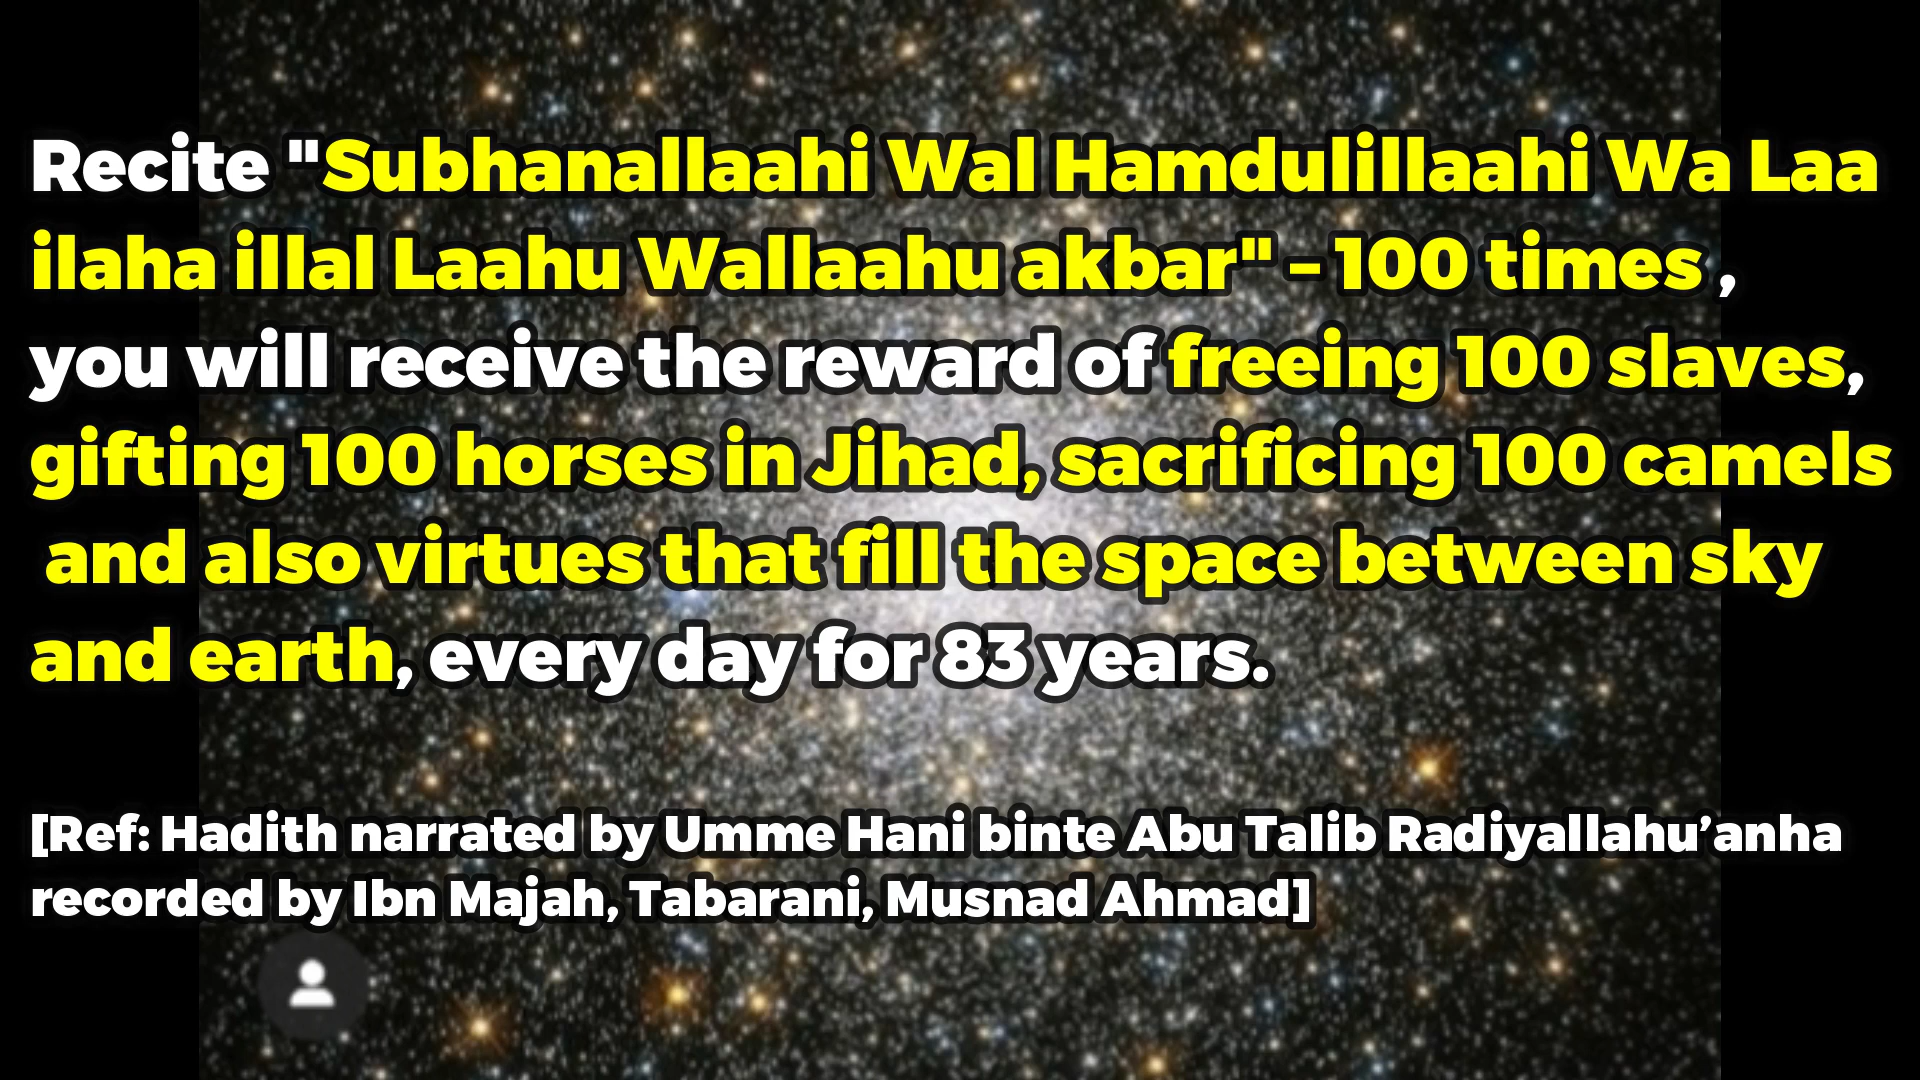 Recite "Subhanallaahi Wal Hamdulillaahi Wa Laa
ilaha illal Laahu Wallaahu akbar" – 100 times ,
you will receive the reward of freeing 100 slaves,
gifting 100 horses in Jihad, sacrificing 100 camels
and also virtues that fill the space between sky
and earth, every day for 83 years.
[Ref: Hadith narrated by Umme Hani binte Abu Talib Radiyallahu’anha
recorded by Ibn Majah, Tabarani, Musnad Ahmad]